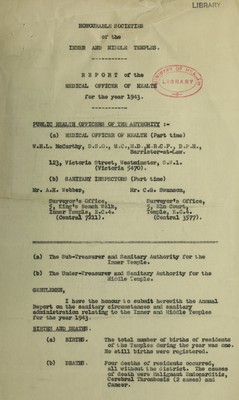 LIBRARY
HONOURABLE SOCIETIES
of the
INNER AND MIDDLE TEMPLES.
REPORT of the
MEDICAL OFFICER OF HEALTH
for the year 1943.
LIBRARY
PUBLIC HEALTH OFFICERS OF THE AUTHORITY :-
(a) MEDICAL OFFICER OF HEALTH (Part time)
W.H.L. McCarthy, D.S.O., M.C., M.D., M.R.C.P., D.P.H.,
Barrister-at-Law.
123, Victoria Street, Westminster, S.W.1.
(Victoria 5470).
(b) SANITARY INSPECTORS (Part time)
Mr. A.H. Webber, Mr. C.G. Swanson,
Surveyor's Office, Surveyor's Office,
King's Bench Walk, 2, Elm Court,
Inner Temple, E.C.4. Temple, E.C.4.
(Central 7811). (Central 3577).
(a) The Sub-Treasurer and Sanitary Authority for the
Inner Temple.
(b) The Under-Treasurer and Sanitary Authority for the
Middle Temple.
GENTLEMEN,
I have the honour to submit herewith the Annual
Report on the sanitary circumstances and sanitary
administration relating to the Inner and Middle Temples
for the year 1943.
BIRTHS AND DEATHS.
(a) BIRTHS. The total number of births of residents
of the Temples during the year was one.
No still births were registered.
(b) DEATHS. Four deaths of residents occurred,
all without the district. The causes
of death were Malignant Endocarditis,
Cerebral Thrombosis (2 cases) and
Cancer.